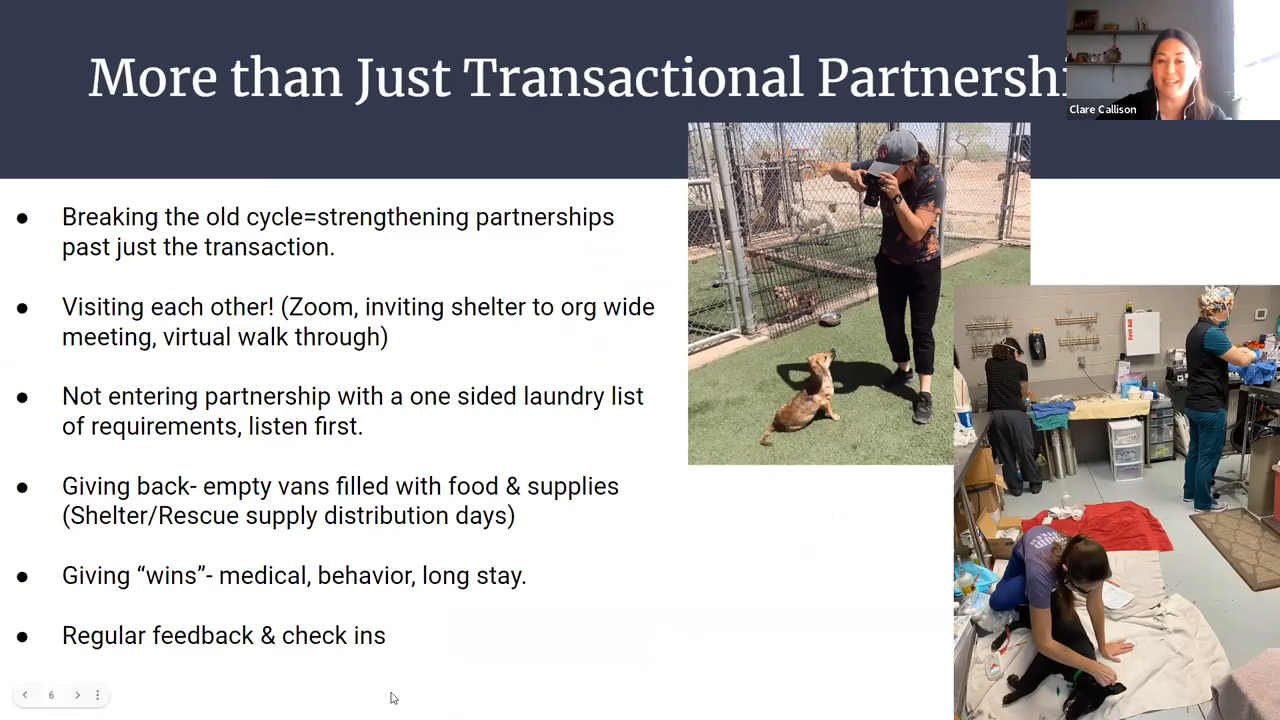 More than Just Transactional Partnershi
Clare Callison
● Breaking the old cycle=strengthening partnerships
past just the transaction.
● Visiting each other! (Zoom, inviting shelter to org wide
meeting, virtual walk through)
● Not entering partnership with a one sided laundry list
of requirements, listen first.
● Giving back- empty vans filled with food & supplies
(Shelter/Rescue supply distribution days)
● Giving “wins”- medical, behavior, long stay.
● Regular feedback & check ins
First Aid
6